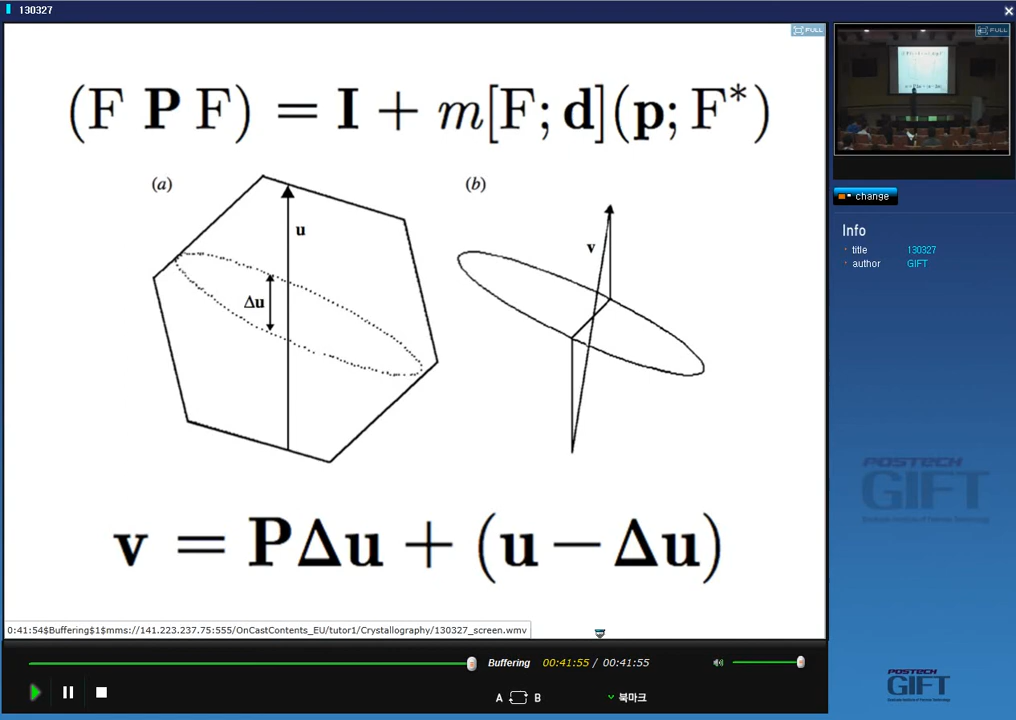 130327
FULL
(F P F) = I + m[F; d](p; F*)
(a)
(b)
u
v
Δu
v = PΔu + (u − Δu)
0:41:54$Buffering$1$mms://141.223.237.75:555/OnCastContents_EU/tutor1/Crystallography/130327_screen.wmv
Buffering 00:41:55 / 00:41:55
A B 북마크
FULL
change
Info
title 130327
author GIFT
POSTECH
GIFT
POSTECH
GIFT